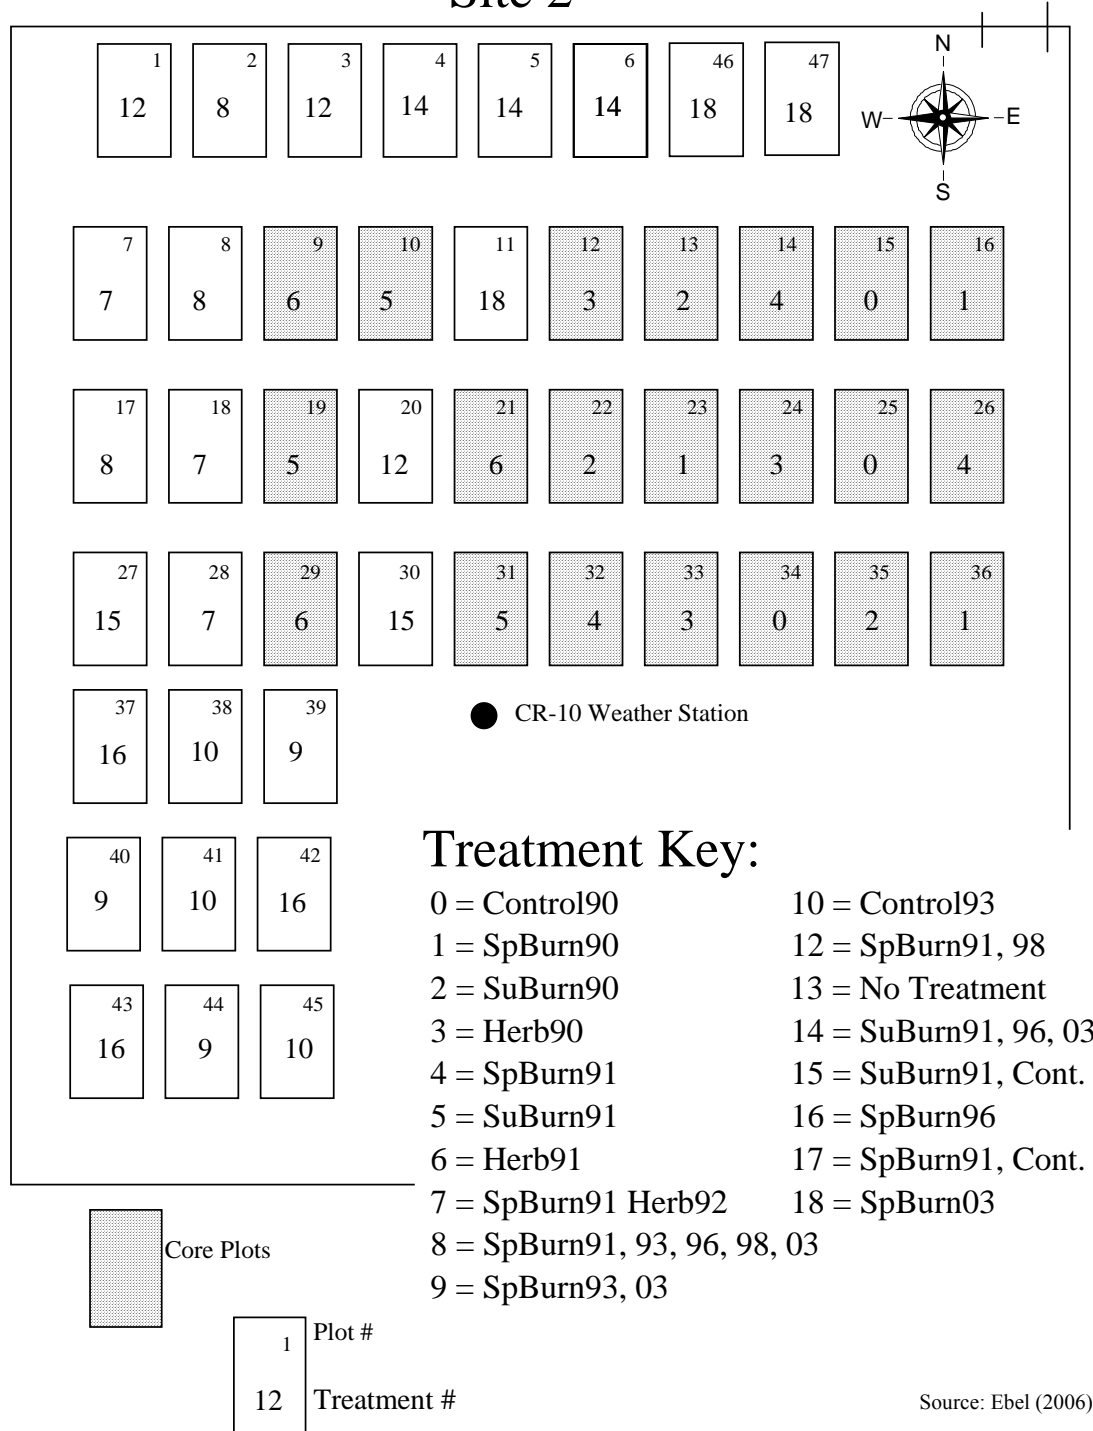 Site 2
N
W E
S
1 2 3 4 5 6 46 47
12 8 12 14 14 14 18 18
7 8 9 10 11 12 13 14 15 16
7 8 6 5 18 3 2 4 0 1
17 18 19 20 21 22 23 24 25 26
8 7 5 12 6 2 1 3 0 4
27 28 29 30 31 32 33 34 35 36
15 7 6 15 5 4 3 0 2 1
37 38 39
16 10 9
CR-10 Weather Station
40 41 42
9 10 16
43 44 45
16 9 10
Treatment Key:
0 = Control90
1 = SpBurn90
2 = SuBurn90
3 = Herb90
4 = SpBurn91
5 = SuBurn91
6 = Herb91
7 = SpBurn91 Herb92
8 = SpBurn91, 93, 96, 98, 03
9 = SpBurn93, 03
10 = Control93
12 = SpBurn91, 98
13 = No Treatment
14 = SuBurn91, 96, 03
15 = SuBurn91, Cont.
16 = SpBurn96
17 = SpBurn91, Cont.
18 = SpBurn03
Core Plots
1 Plot #
12 Treatment #
Source: Ebel (2006)